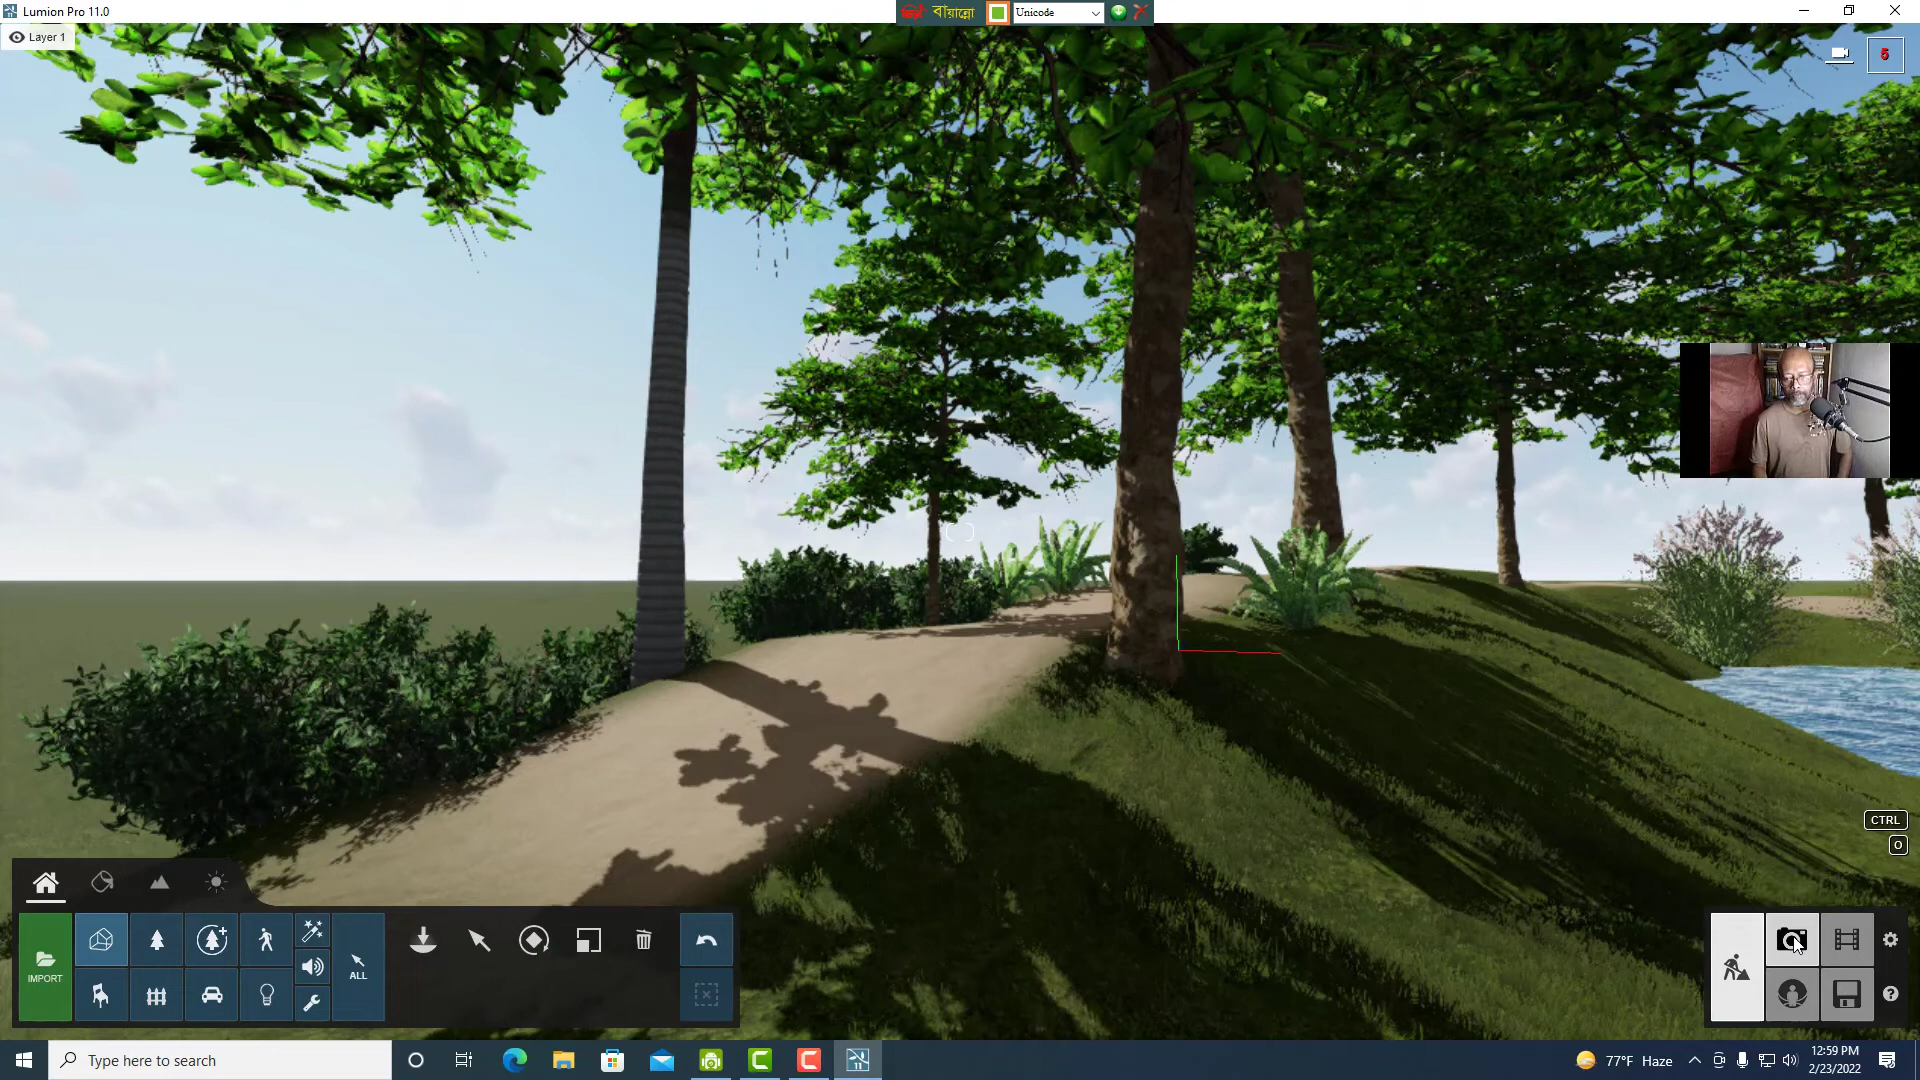 Lumion Pro 11.0
বায়ান্নো
Unicode
Layer 1
5
CTRL
O
IMPORT
ALL
Type here to search
77°F Haze
12:59 PM
2/23/2022